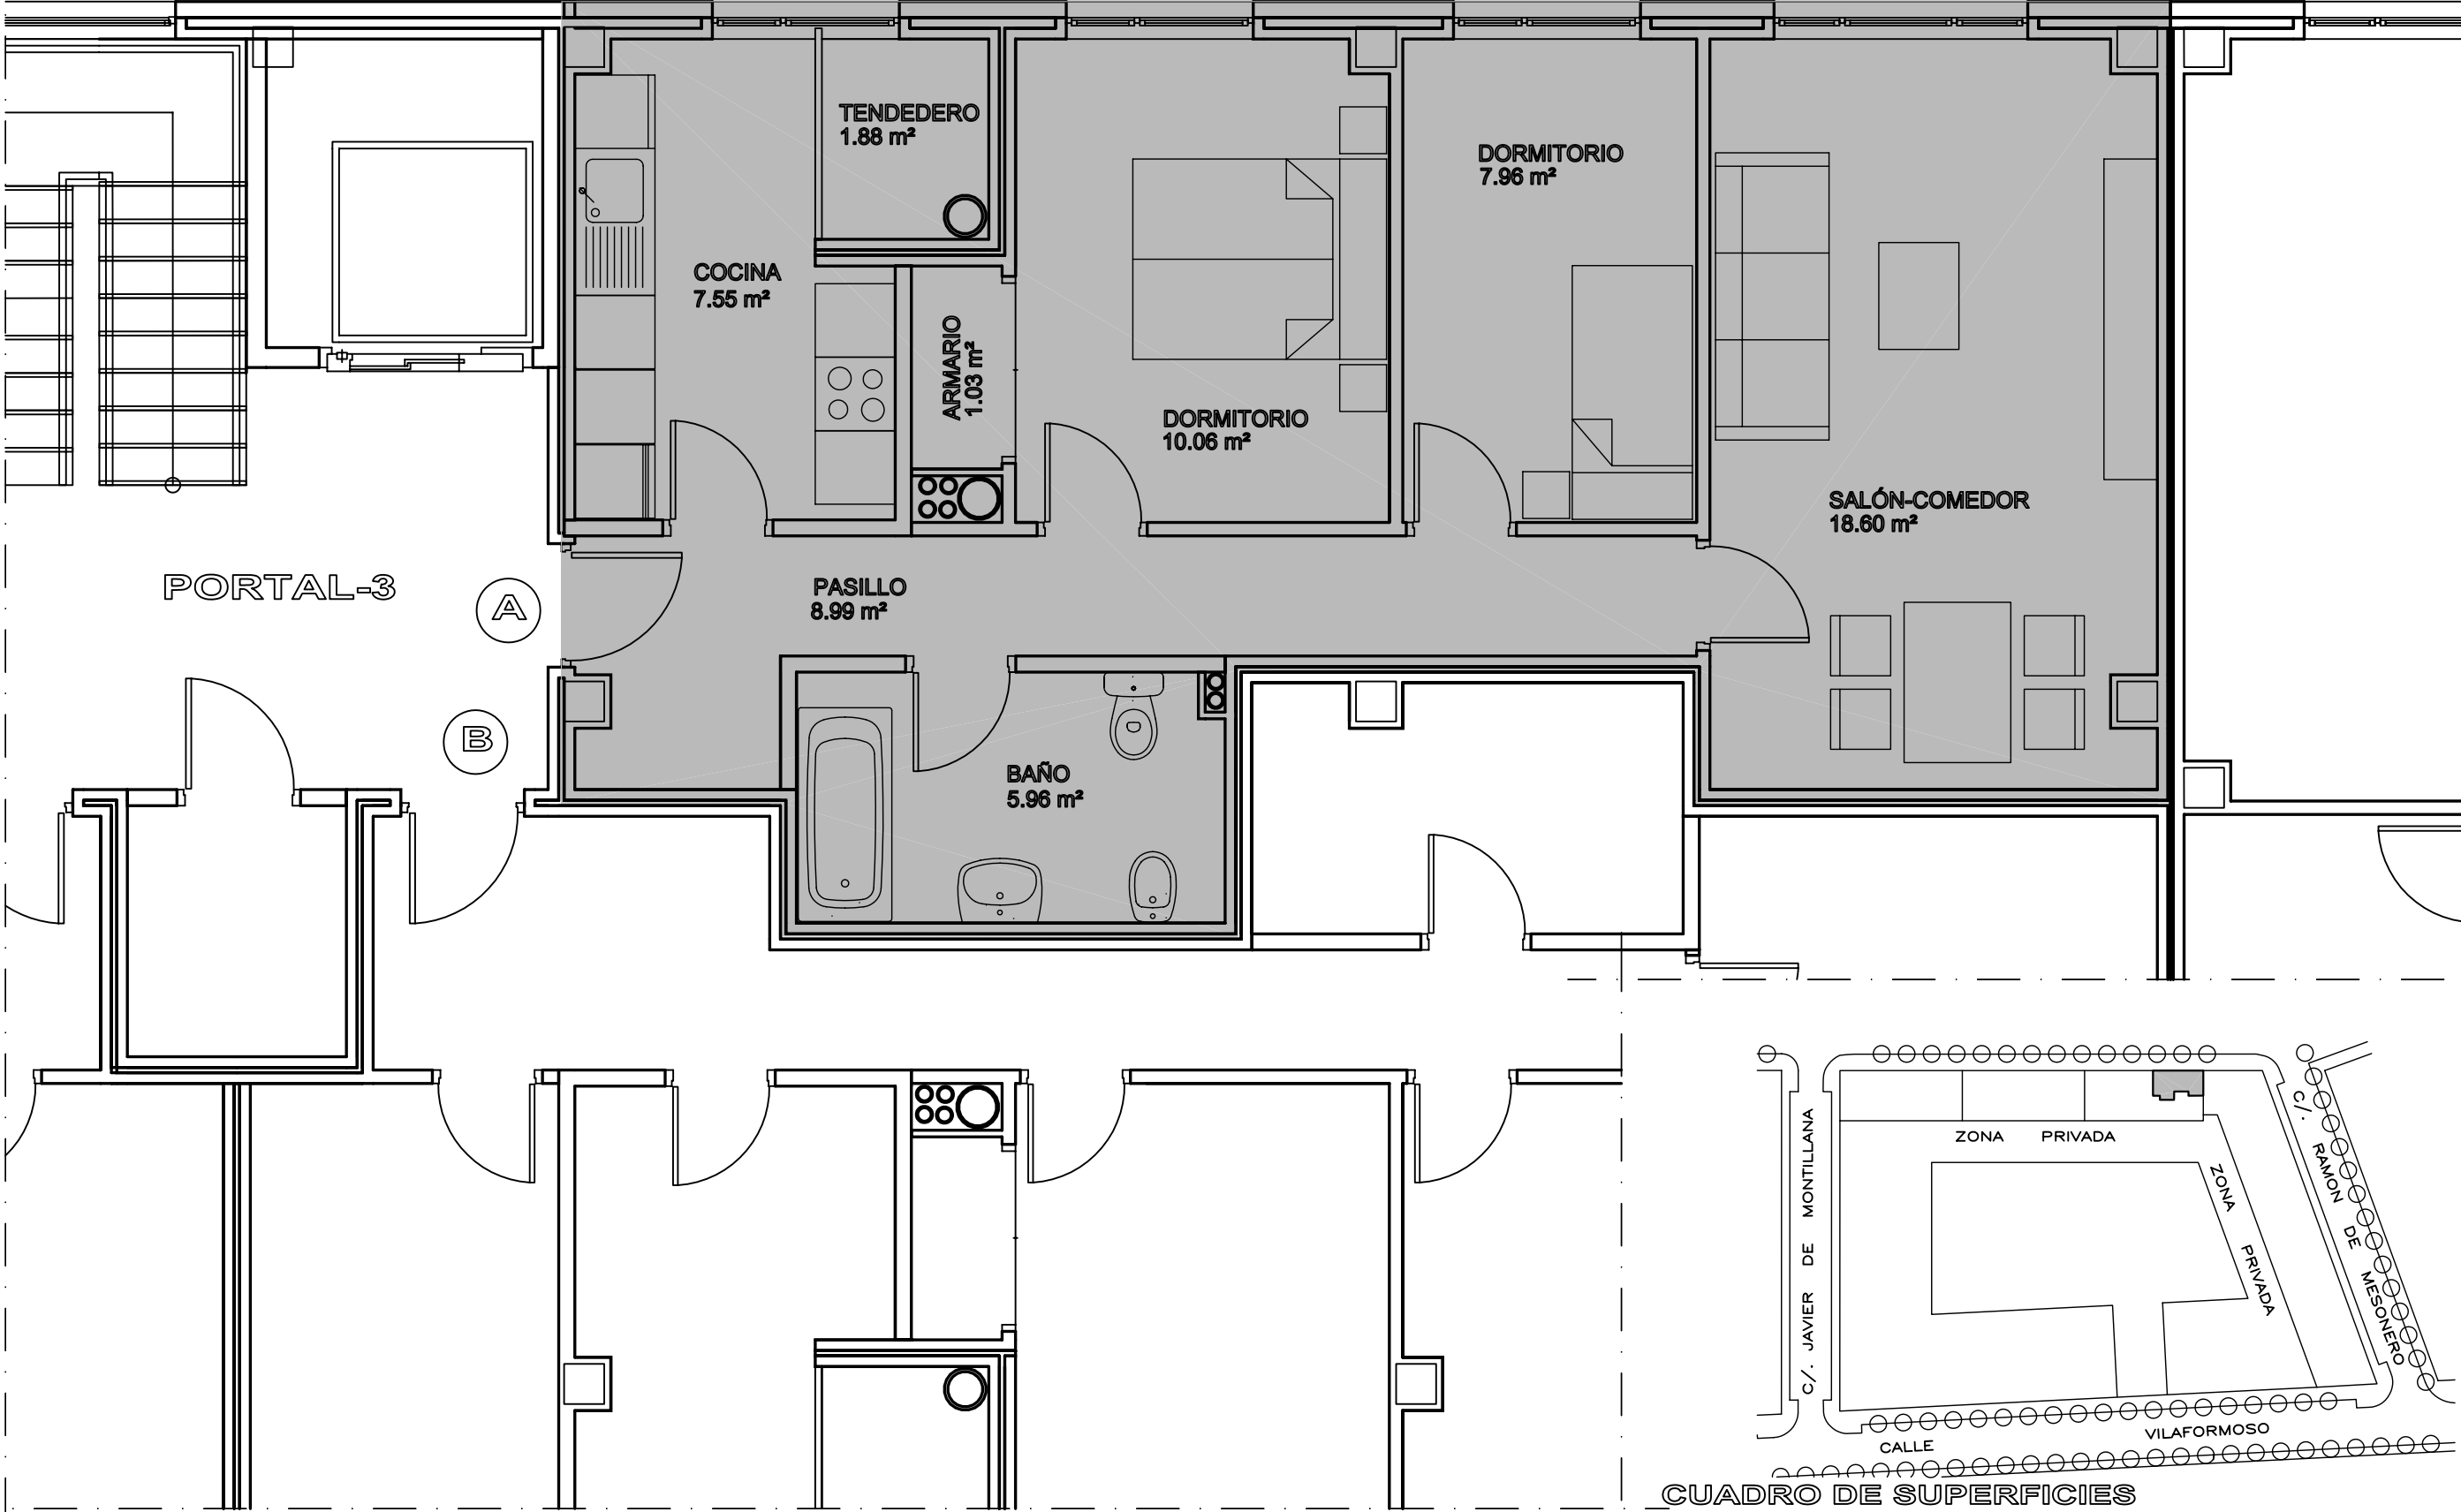 TENDEDERO
1.88 m²
DORMITORIO
7.96 m²
COCINA
7.55 m²
ARMARIO
1.03 m²
DORMITORIO
10.06 m²
SALÓN-COMEDOR
18.60 m²
PORTAL-3
A
PASILLO
8.99 m²
B
BAÑO
5.96 m²
ZONA PRIVADA
ZONA PRIVADA
C/. JAVIER DE MONTILLANA
C/. RAMON DE MESONERO
CALLE VILAFORMOSO
CUADRO DE SUPERFICIES